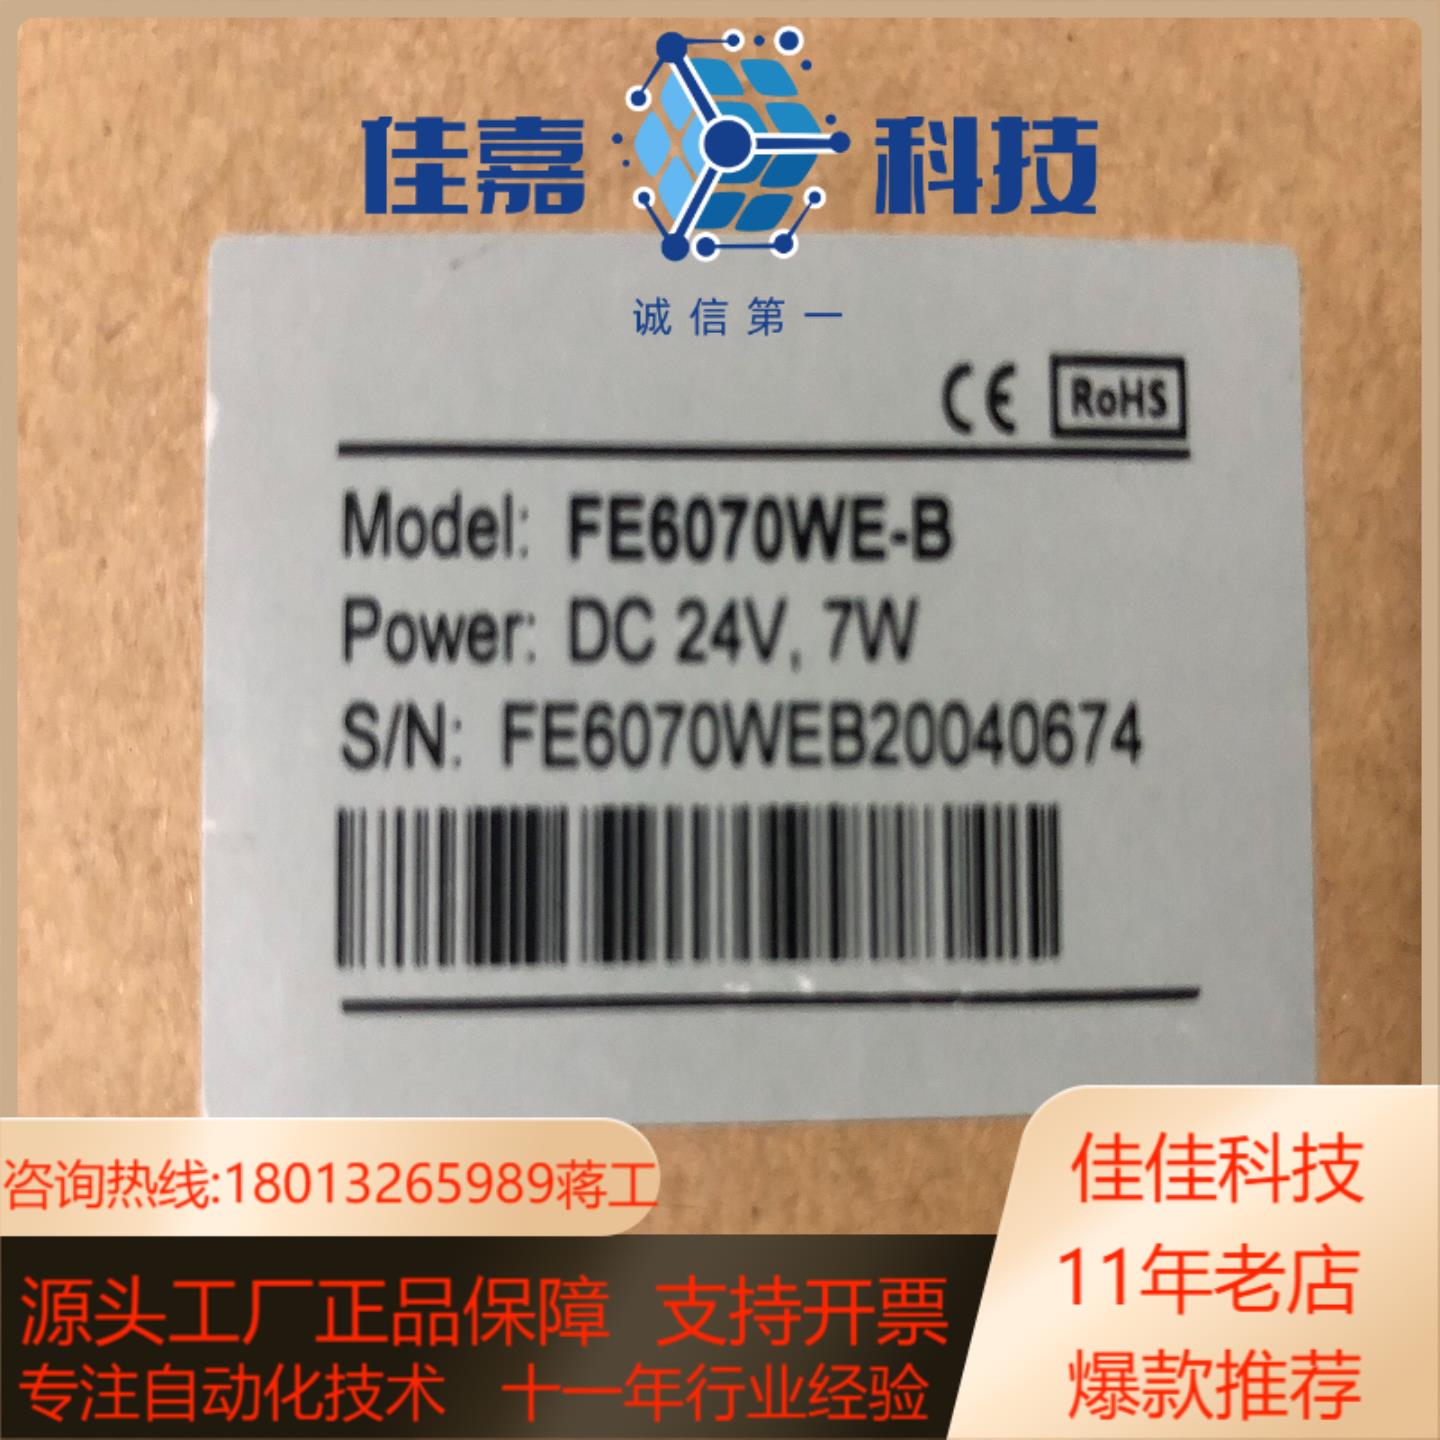 佳嘉 科技
诚信第一
CE RoHS
Model: FE6070WE-B
Power: DC 24V, 7W
S/N: FE6070WEB20040674
咨询热线:18013265989蒋工
源头工厂正品保障 支持开票
专注自动化技术 十一年行业经验
佳佳科技
11年老店
爆款推荐